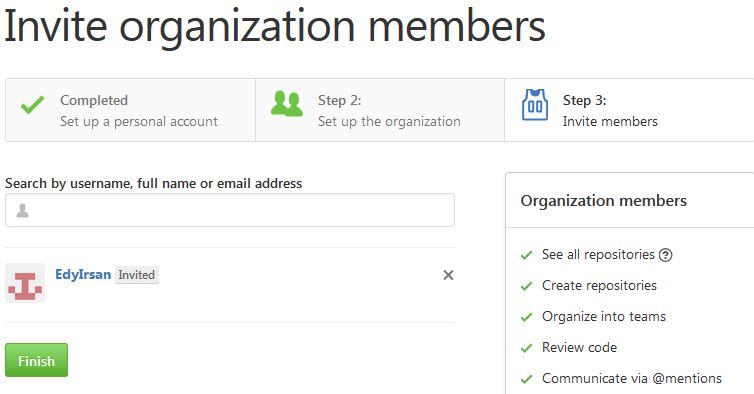 Invite organization members
Completed
Set up a personal account
Step 2:
Set up the organization
Step 3:
Invite members
Search by username, full name or email address
EdyIrsan Invited
Finish
Organization members
See all repositories
Create repositories
Organize into teams
Review code
Communicate via @mentions